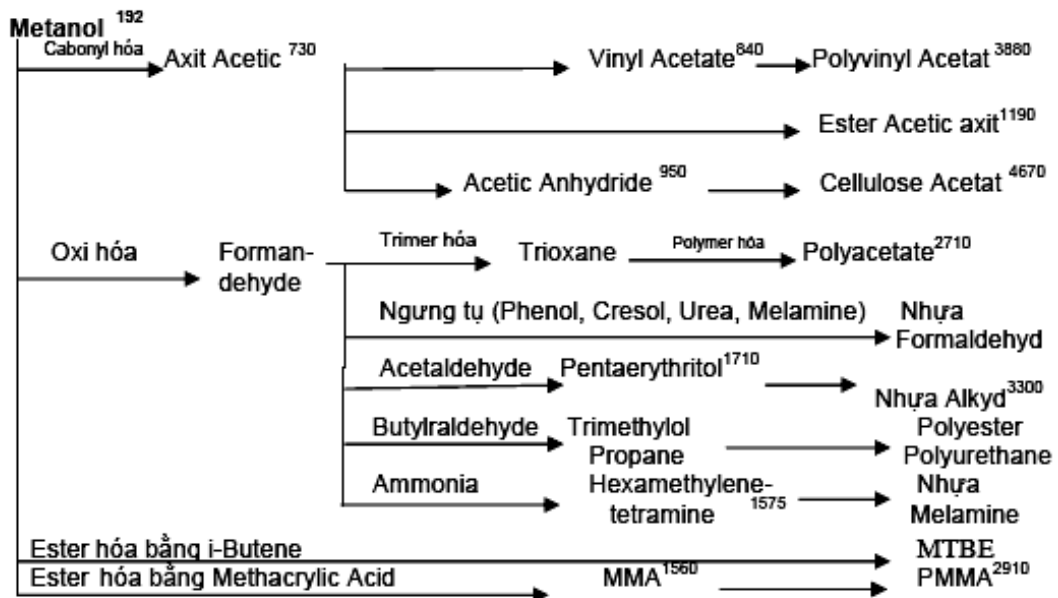 Metanol 192
Cabonyl hóa
Axit Acetic 730
Vinyl Acetate840
Polyvinyl Acetat 3880
Ester Acetic axit1190
Acetic Anhydride 950
Cellulose Acetat 4670
Oxi hóa
Forman-
dehyde
Trimer hóa
Trioxane
Polymer hóa
Polyacetate2710
Ngưng tụ (Phenol, Cresol, Urea, Melamine)
Nhựa
Formaldehyd
Acetaldehyde
Pentaerythritol1710
Nhựa Alkyd3300
Butylraldehyde
Trimethylol
Propane
Polyester
Polyurethane
Ammonia
Hexamethylene-
tetramine 1575
Nhựa
Melamine
Ester hóa bằng i-Butene
MTBE
Ester hóa bằng Methacrylic Acid
MMA1560
PMMA2910